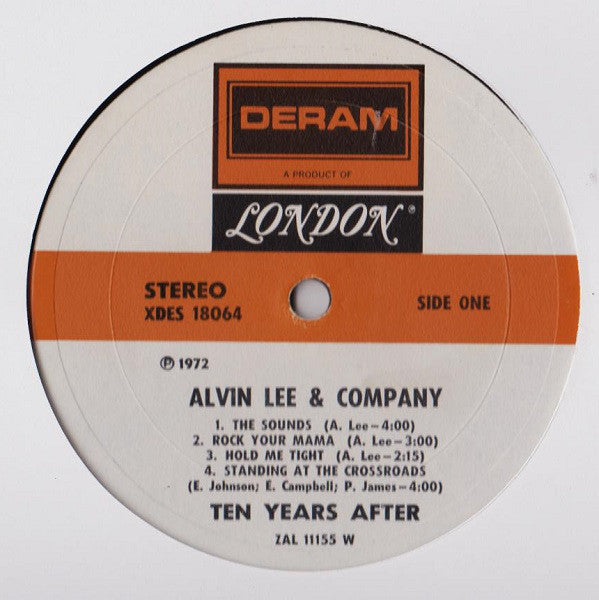 DERAM
A PRODUCT OF
LONDON®
STEREO
XDES 18064
SIDE ONE
℗ 1972
ALVIN LEE & COMPANY
1. THE SOUNDS (A. Lee—4:00)
2. ROCK YOUR MAMA (A. Lee—3:00)
3. HOLD ME TIGHT (A. Lee—2:15)
4. STANDING AT THE CROSSROADS
(E. Johnson; E. Campbell; P. James—4:00)
TEN YEARS AFTER
ZAL 11155 W